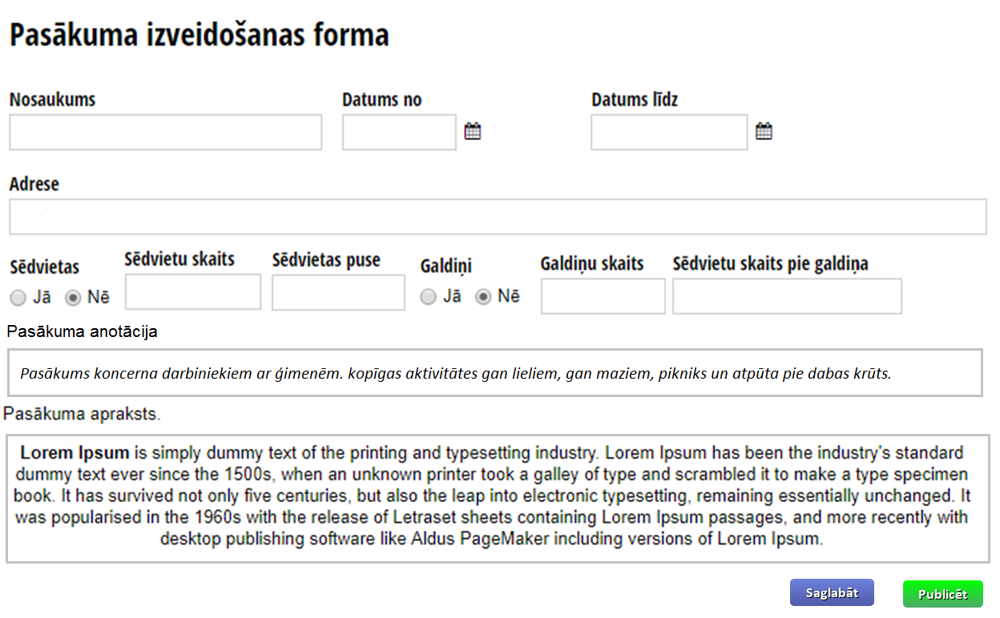 Pasākuma izveidošanas forma
Nosaukums Datums no Datums līdz
Adrese
Sēdvietas Sēdvietu skaits Sēdvietas puse Galdiņi Galdiņu skaits Sēdvietu skaits pie galdiņa
Jā Nē Jā Nē
Pasākuma anotācija
Pasākums koncerna darbiniekiem ar ģimenēm. kopīgas aktivitātes gan lieliem, gan maziem, pikniks un atpūta pie dabas krūts.
Pasākuma apraksts.
Lorem Ipsum is simply dummy text of the printing and typesetting industry. Lorem Ipsum has been the industry's standard
dummy text ever since the 1500s, when an unknown printer took a galley of type and scrambled it to make a type specimen
book. It has survived not only five centuries, but also the leap into electronic typesetting, remaining essentially unchanged. It
was popularised in the 1960s with the release of Letraset sheets containing Lorem Ipsum passages, and more recently with
desktop publishing software like Aldus PageMaker including versions of Lorem Ipsum.
Saglabāt Publicēt